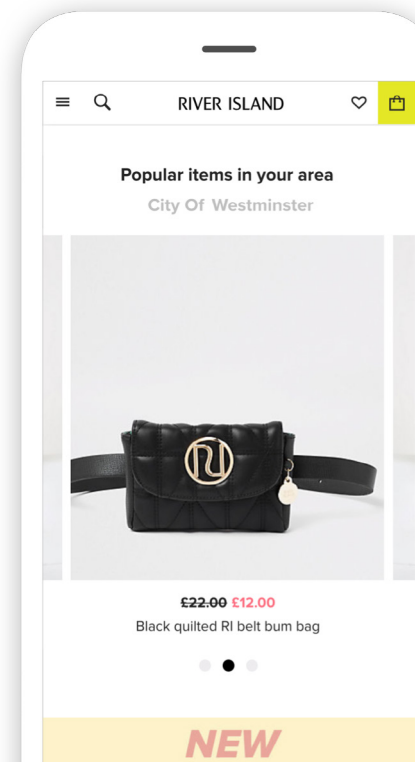 RIVER ISLAND
Popular items in your area
City Of Westminster
£22.00 £12.00
Black quilted RI belt bum bag
NEW